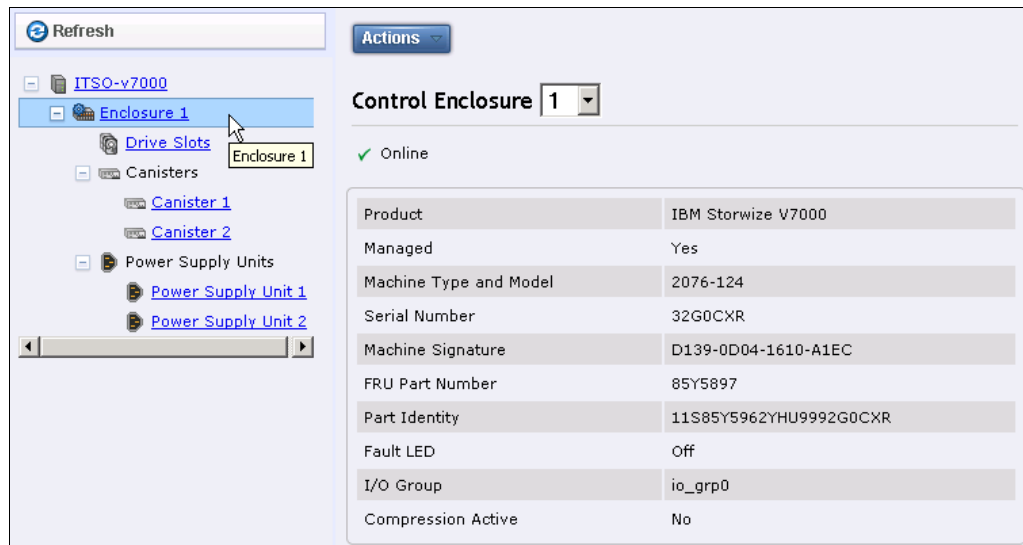 Refresh
ITSO-v7000
Enclosure 1
Drive Slots
Enclosure 1
Canisters
Canister 1
Canister 2
Power Supply Units
Power Supply Unit 1
Power Supply Unit 2
Actions
Control Enclosure 1
Online
Product IBM Storwize V7000
Managed Yes
Machine Type and Model 2076-124
Serial Number 32G0CXR
Machine Signature D139-0D04-1610-A1EC
FRU Part Number 85Y5897
Part Identity 11S85Y5962YHU9992G0CXR
Fault LED Off
I/O Group io_grp0
Compression Active No